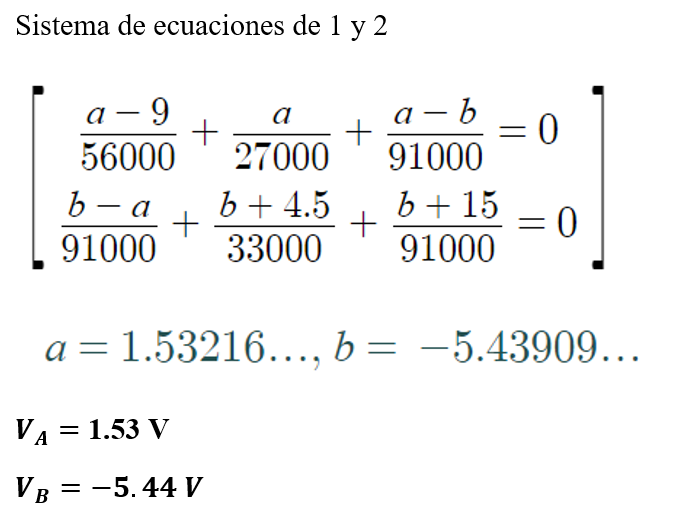 Sistema de ecuaciones de 1 y 2
[ (a − 9)/56000 + a/27000 + (a − b)/91000 = 0
(b − a)/91000 + (b + 4.5)/33000 + (b + 15)/91000 = 0 ]
a = 1.53216..., b = −5.43909...
V_A = 1.53 V
V_B = −5.44 V